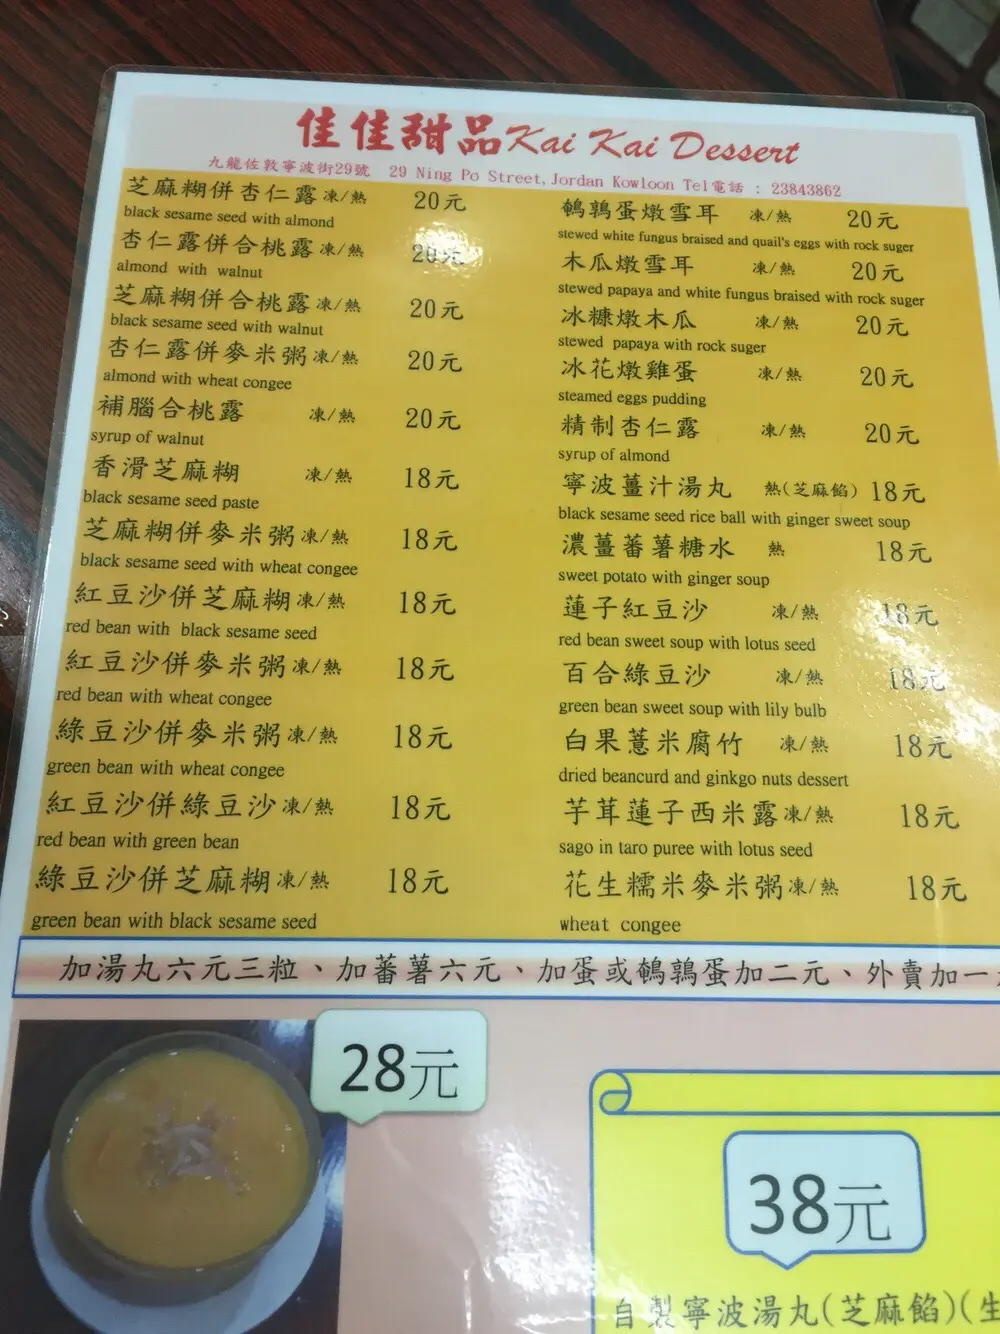 佳佳甜品Kai Kai Dessert
九龍佐敦寧波街29號 29 Ning Po Street,Jordan Kowloon Tel電話 : 23843862
芝麻糊併杏仁露 凍/熱 20元
black sesame seed with almond
杏仁露併合桃露 凍/熱 20元
almond with walnut
芝麻糊併合桃露 凍/熱 20元
black sesame seed with walnut
杏仁露併麥米粥 凍/熱 20元
almond with wheat congee
補腦合桃露 凍/熱 20元
syrup of walnut
香滑芝麻糊 凍/熱 18元
black sesame seed paste
芝麻糊併麥米粥 凍/熱 18元
black sesame seed with wheat congee
紅豆沙併芝麻糊 凍/熱 18元
red bean with black sesame seed
紅豆沙併麥米粥 凍/熱 18元
red bean with wheat congee
綠豆沙併麥米粥 凍/熱 18元
green bean with wheat congee
紅豆沙併綠豆沙 凍/熱 18元
red bean with green bean
綠豆沙併芝麻糊 凍/熱 18元
green bean with black sesame seed
鵪鶉蛋燉雪耳 凍/熱 20元
stewed white fungus braised and quail's eggs with rock suger
木瓜燉雪耳 凍/熱 20元
stewed papaya and white fungus braised with rock suger
冰糠燉木瓜 凍/熱 20元
stewed papaya with rock suger
冰花燉雞蛋 凍/熱 20元
steamed eggs pudding
精制杏仁露 凍/熱 20元
syrup of almond
寧波薑汁湯丸 熱(芝麻餡) 18元
black sesame seed rice ball with ginger sweet soup
濃薑蕃薯糖水 熱 18元
sweet potato with ginger soup
蓮子紅豆沙 凍/熱 18元
red bean sweet soup with lotus seed
百合綠豆沙 凍/熱 18元
green bean sweet soup with lily bulb
白果薏米腐竹 凍/熱 18元
dried beancurd and ginkgo nuts dessert
芋茸蓮子西米露 凍/熱 18元
sago in taro puree with lotus seed
花生糯米麥米粥 凍/熱 18元
wheat congee
加湯丸六元三粒、加蕃薯六元、加蛋或鵪鶉蛋加二元、外賣加一
28元
38元
自製寧波湯丸(芝麻餡)(生